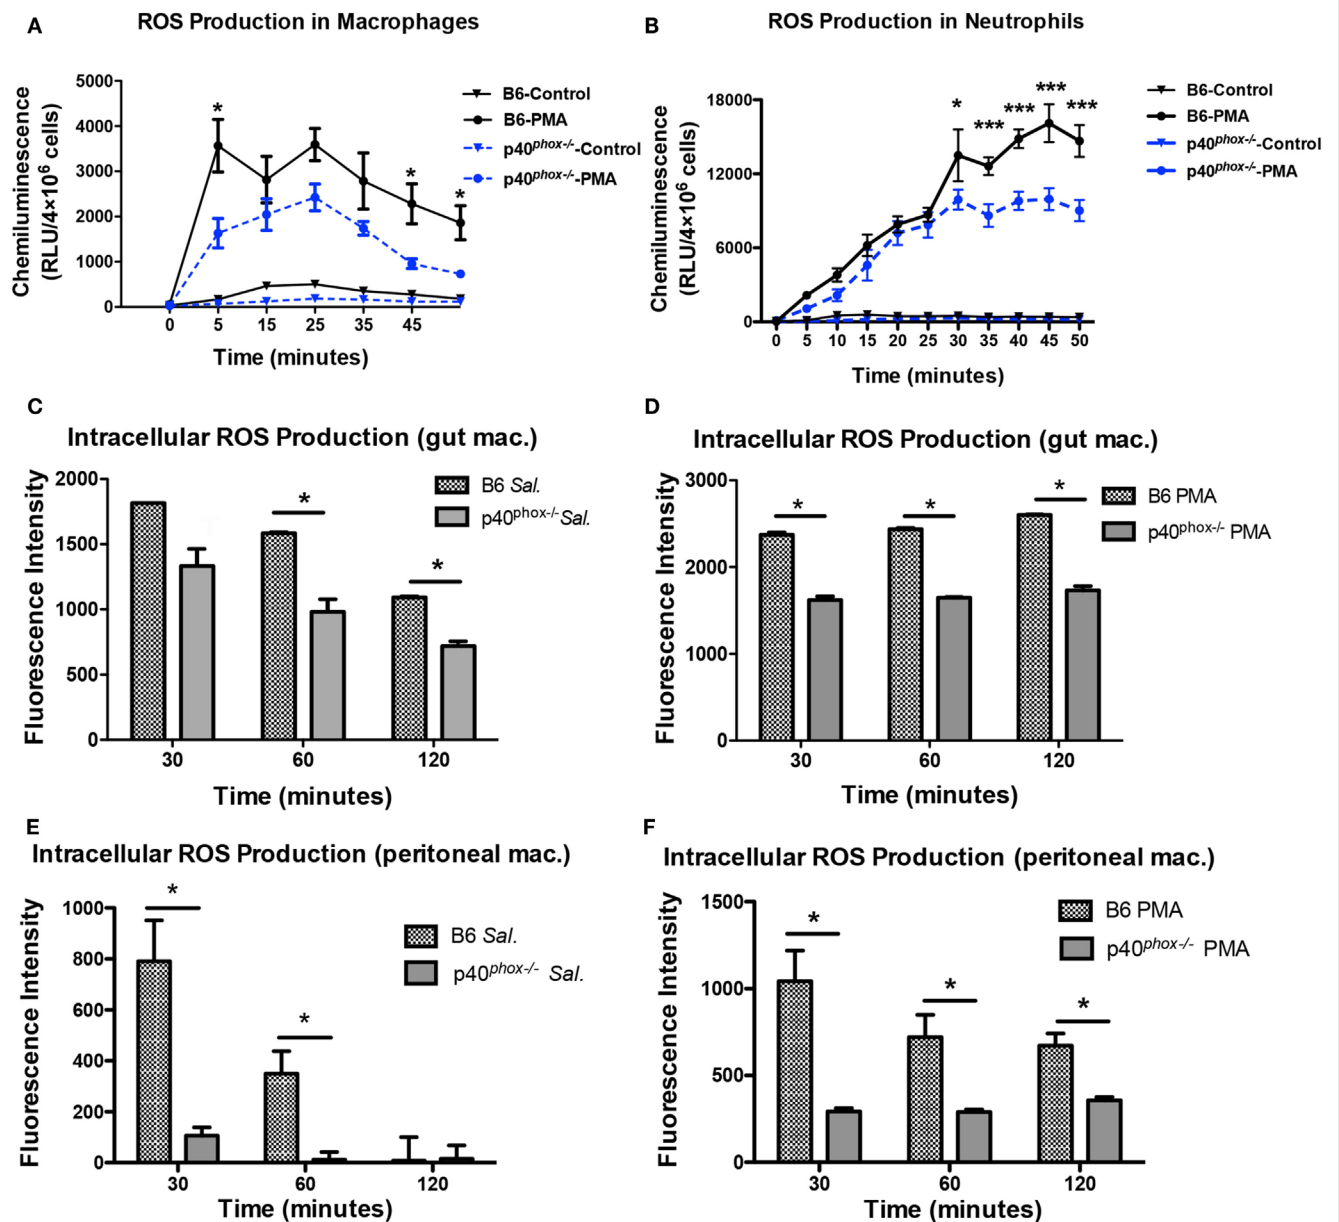 A
ROS Production in Macrophages
Chemiluminescence
(RLU/4×10⁶ cells)
5000
4000
3000
2000
1000
0
*
*
*
0 5 15 25 35 45
Time (minutes)
B6-Control
B6-PMA
p40phox-/--Control
p40phox-/--PMA
B
ROS Production in Neutrophils
Chemiluminescence
(RLU/4×10⁶ cells)
18000
12000
6000
0
* *** *** *** ***
0 5 10 15 20 25 30 35 40 45 50
Time (minutes)
B6-Control
B6-PMA
p40phox-/--Control
p40phox-/--PMA
C
Intracellular ROS Production (gut mac.)
Fluorescence Intensity
2000
1500
1000
500
0
*
*
B6 Sal.
p40phox-/- Sal.
30 60 120
Time (minutes)
D
Intracellular ROS Production (gut mac.)
Fluorescence Intensity
3000
2000
1000
0
* * *
B6 PMA
p40phox-/- PMA
30 60 120
Time (minutes)
E
Intracellular ROS Production (peritoneal mac.)
Fluorescence Intensity
1000
800
600
400
200
0
*
*
B6 Sal.
p40phox-/- Sal.
30 60 120
Time (minutes)
F
Intracellular ROS Production (peritoneal mac.)
Fluorescence Intensity
1500
1000
500
0
*
*
*
B6 PMA
p40phox-/- PMA
30 60 120
Time (minutes)